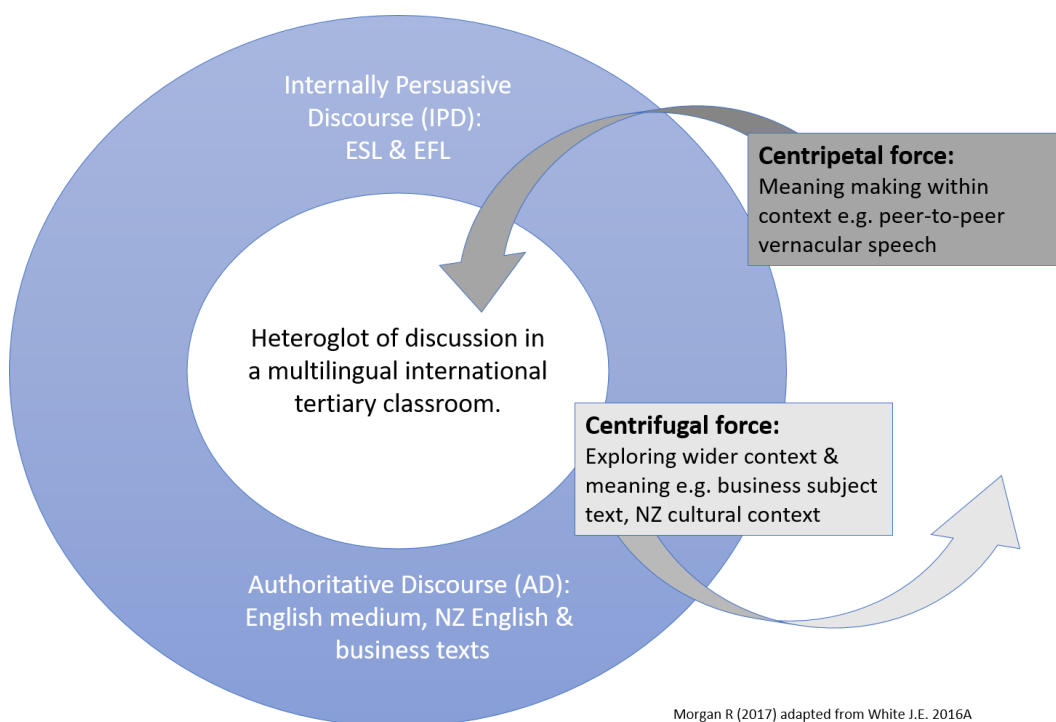 Internally Persuasive
Discourse (IPD):
ESL & EFL
Centripetal force:
Meaning making within
context e.g. peer-to-peer
vernacular speech
Heteroglot of discussion in
a multilingual international
tertiary classroom.
Centrifugal force:
Exploring wider context &
meaning e.g. business subject
text, NZ cultural context
Authoritative Discourse (AD):
English medium, NZ English &
business texts
Morgan R (2017) adapted from White J.E. 2016A